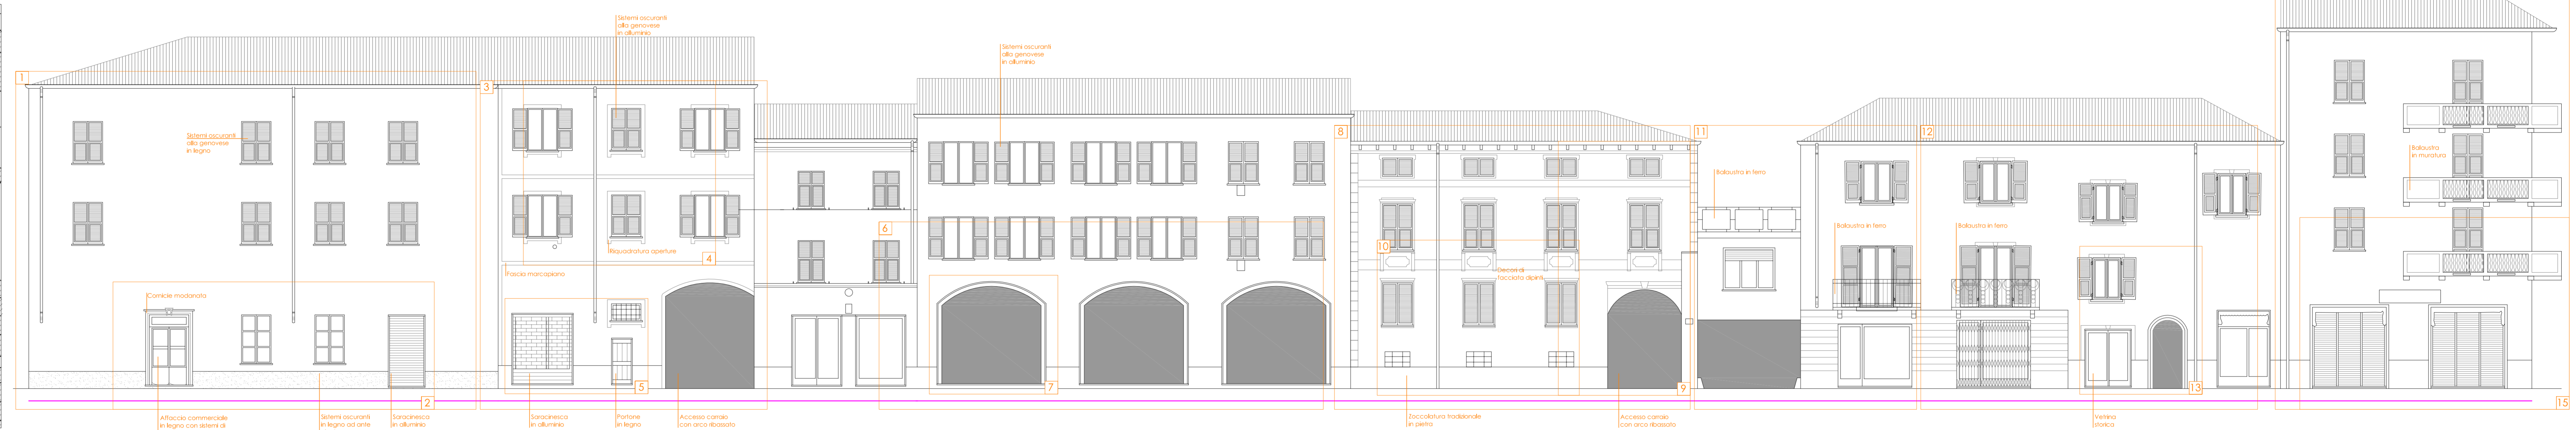 1
Sistemi oscuranti
alla genovese
in legno
Cornicie modanata
2
Affaccio commerciale
in legno con sistemi di
Sistemi oscuranti
in legno ad ante
Saracinesca
in alluminio
3
Sistemi oscuranti
alla genovese
in alluminio
Riquadratura aperture
4
Fascia marcapiano
5
Saracinesca
in alluminio
Portone
in legno
Accesso carraio
con arco ribassato
6
Sistemi oscuranti
alla genovese
in alluminio
7
8
10
Decori di
facciata dipinti
9
Zoccolatura tradizionale
in pietra
Accesso carraio
con arco ribassato
11
Balaustra in ferro
Balaustra in ferro
12
Balaustra in ferro
13
Vetrina
storica
Balaustra
in muratura
15